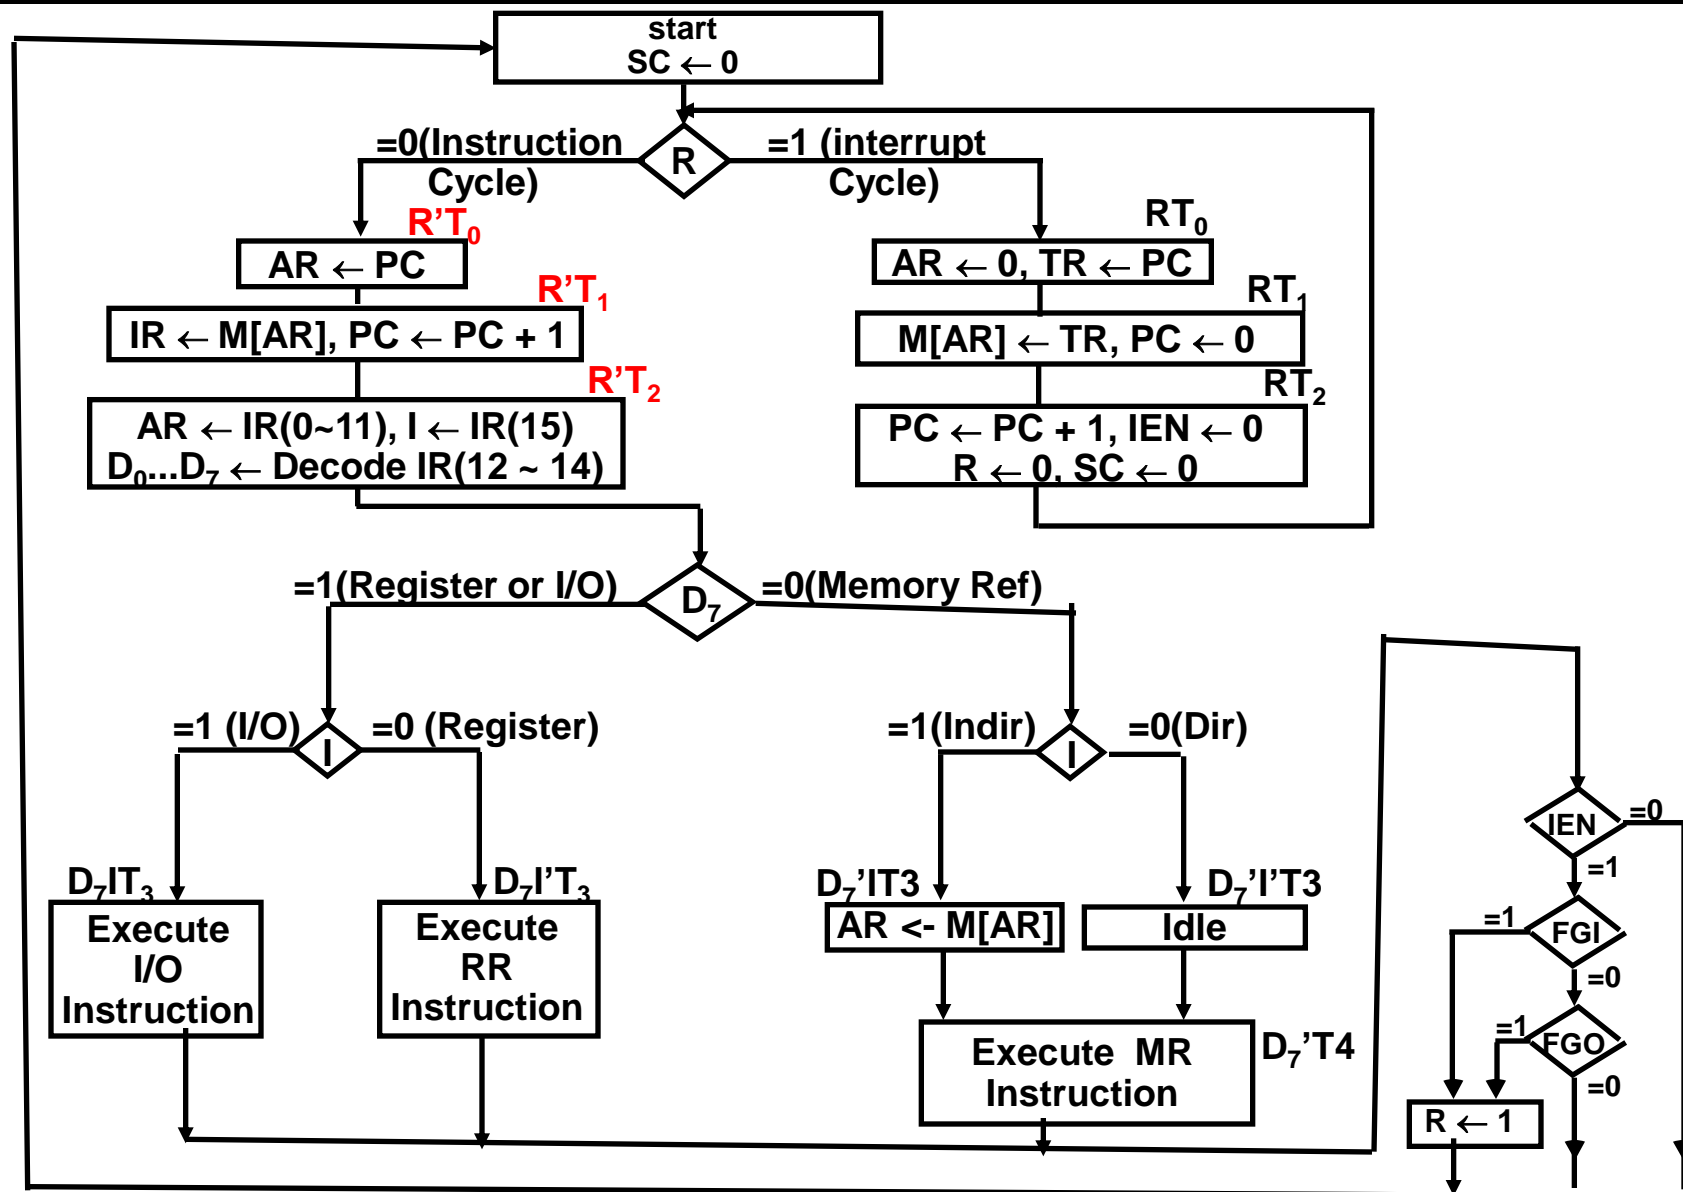 start
SC ← 0
=0(Instruction
Cycle)
R
=1 (interrupt
Cycle)
R’T0
AR ← PC
R’T1
IR ← M[AR], PC ← PC + 1
R’T2
AR ← IR(0~11), I ← IR(15)
D0...D7 ← Decode IR(12 ~ 14)
RT0
AR ← 0, TR ← PC
RT1
M[AR] ← TR, PC ← 0
RT2
PC ← PC + 1, IEN ← 0
R ← 0, SC ← 0
=1(Register or I/O)
D7
=0(Memory Ref)
=1 (I/O)
I
=0 (Register)
=1(Indir)
I
=0(Dir)
D7IT3
Execute
I/O
Instruction
D7I’T3
Execute
RR
Instruction
D7’IT3
AR <- M[AR]
D7’I’T3
Idle
Execute MR
Instruction
D7’T4
IEN
=0
=1
FGI
=1
=0
FGO
=1
=0
R ← 1